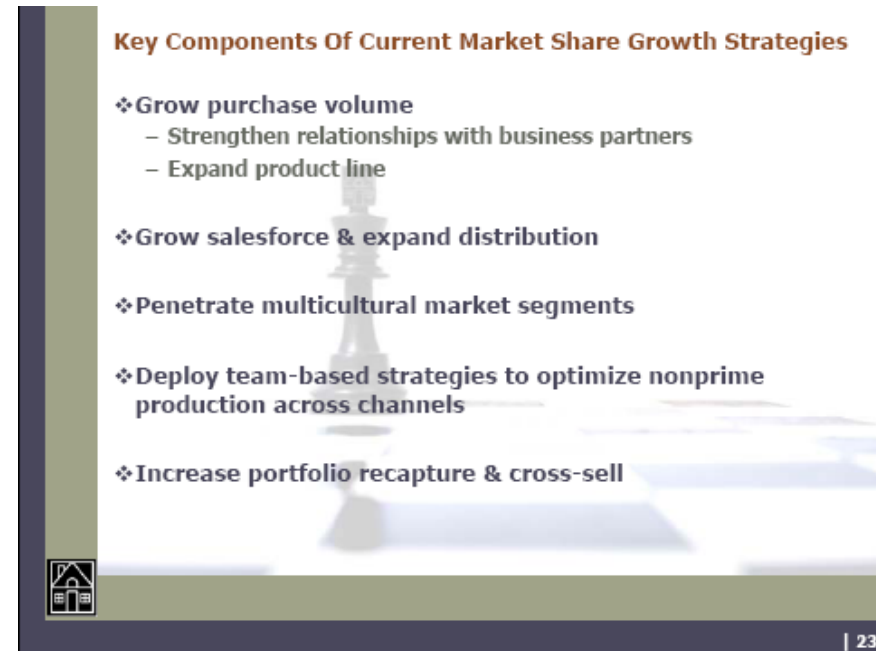 Key Components Of Current Market Share Growth Strategies
❖Grow purchase volume
– Strengthen relationships with business partners
– Expand product line
❖Grow salesforce & expand distribution
❖Penetrate multicultural market segments
❖Deploy team-based strategies to optimize nonprime
production across channels
❖Increase portfolio recapture & cross-sell
| 23